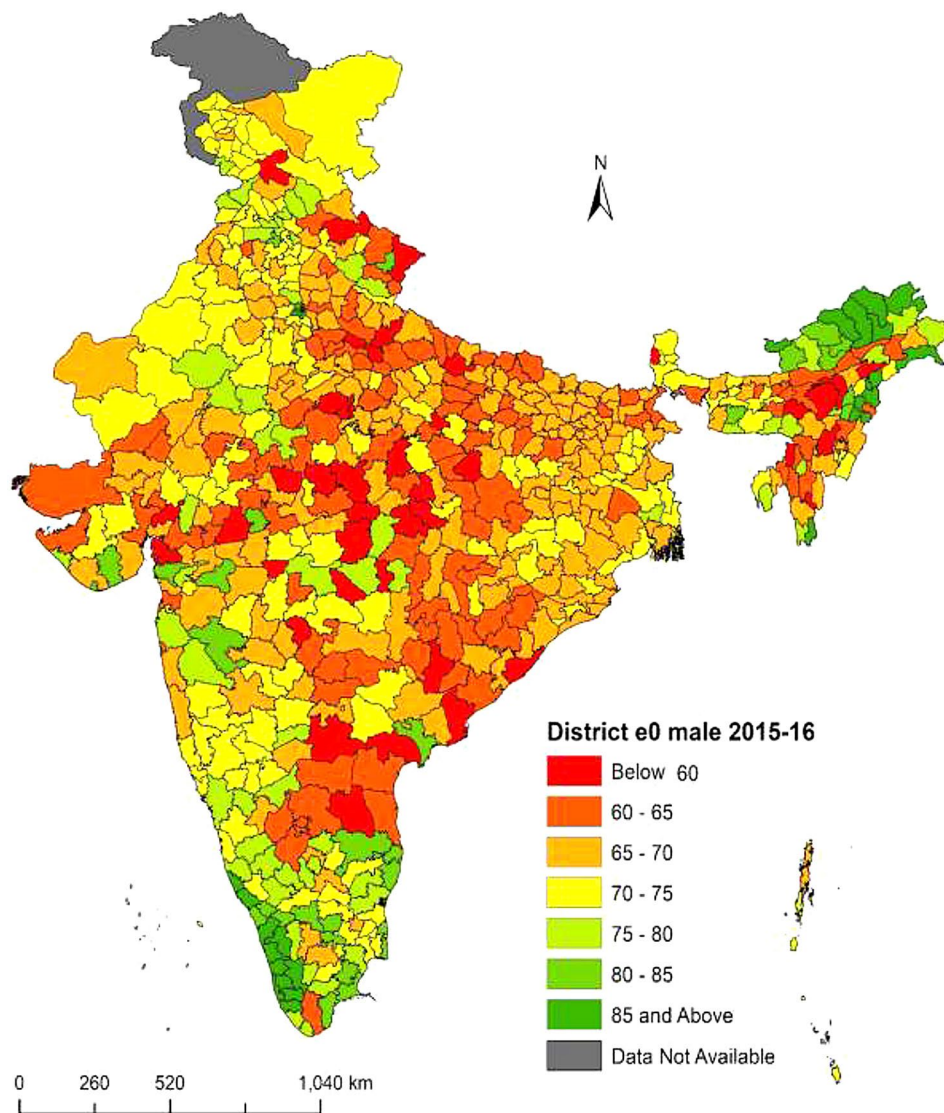 N
District e0 male 2015-16
Below 60
60 - 65
65 - 70
70 - 75
75 - 80
80 - 85
85 and Above
Data Not Available
0 260 520 1,040 km